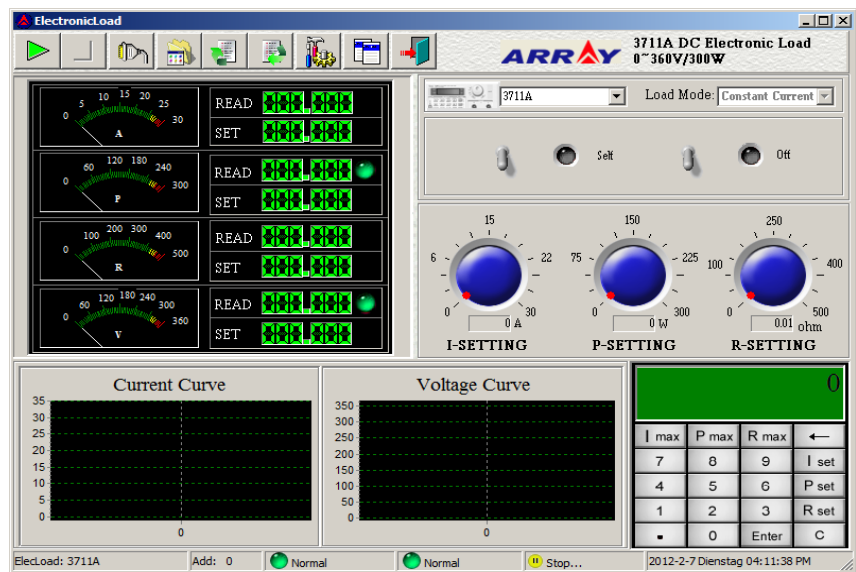 ElectronicLoad
ARRAY
3711A DC Electronic Load
0~360V/300W
0 5 10 15 20 25 30
A
READ
SET
0 60 120 180 240 300
P
READ
SET
0 100 200 300 400 500
R
READ
SET
0 60 120 180 240 300 360
V
READ
SET
3711A
Load Mode: Constant Current
Self
Off
0 6 15 22 30
0 A
I-SETTING
0 75 150 225 300
0 W
P-SETTING
0 100 250 400 500
0.01 ohm
R-SETTING
Current Curve
35
30
25
20
15
10
5
0
0
Voltage Curve
350
300
250
200
150
100
50
0
0
0
I max P max R max ←
7 8 9 I set
4 5 6 P set
1 2 3 R set
. 0 Enter C
ElecLoad: 3711A Add: 0 Normal Normal Stop... 2012-2-7 Dienstag 04:11:38 PM